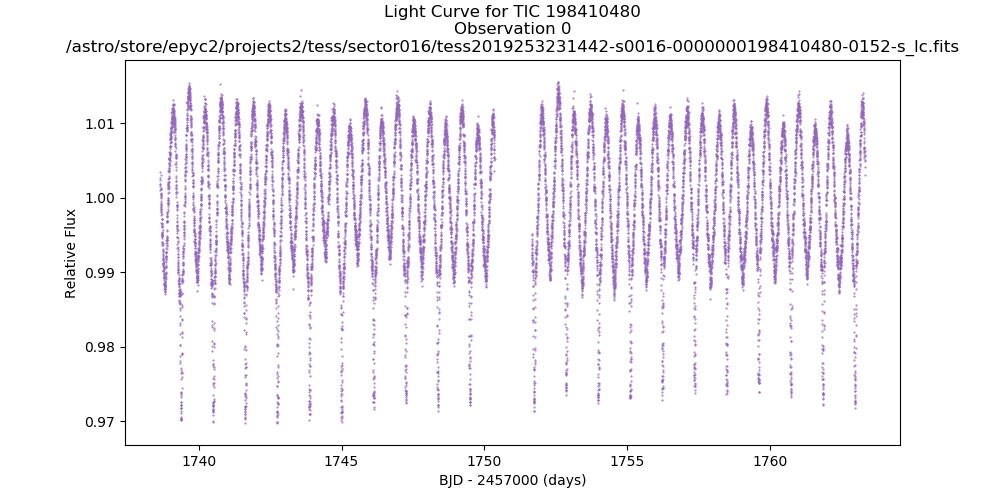 Light Curve for TIC 198410480
Observation 0
/astro/store/epyc2/projects2/tess/sector016/tess2019253231442-s0016-0000000198410480-0152-s_lc.fits
1.01
1.00
0.99
0.98
0.97
Relative Flux
1740
1745
1750
1755
1760
BJD - 2457000 (days)